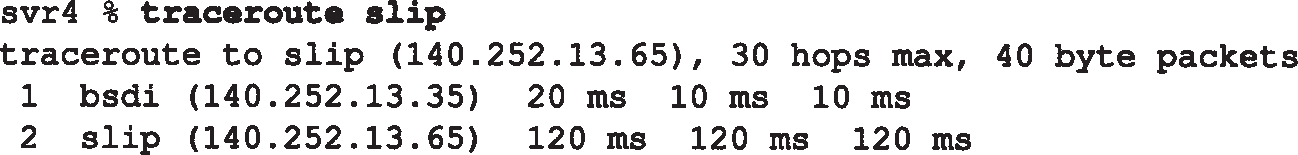 svr4 % traceroute slip
traceroute to slip (140.252.13.65), 30 hops max, 40 byte packets
1 bsdi (140.252.13.35) 20 ms 10 ms 10 ms
2 slip (140.252.13.65) 120 ms 120 ms 120 ms